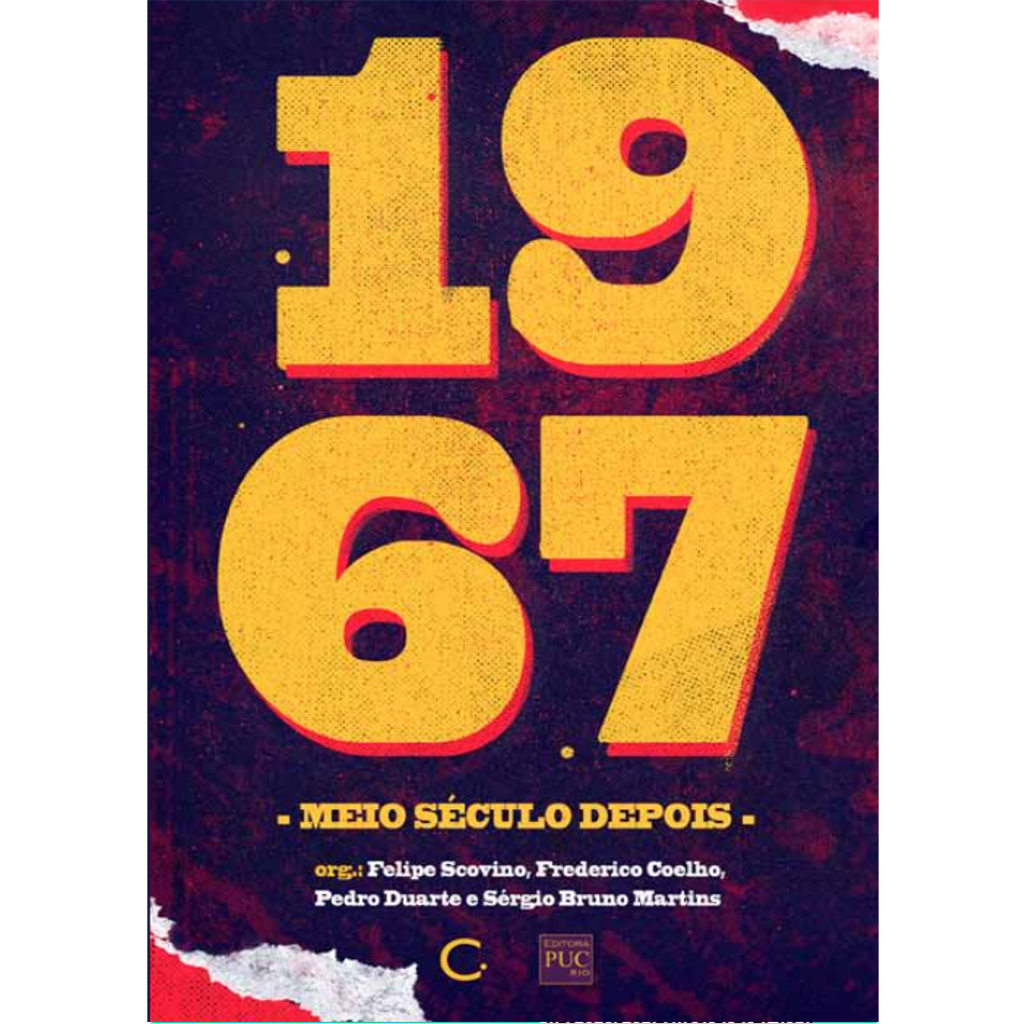 19
67
- MEIO SÉCULO DEPOIS -
org.: Felipe Scovino, Frederico Coelho,
Pedro Duarte e Sérgio Bruno Martins
C.
EDITORA
PUC
RIO